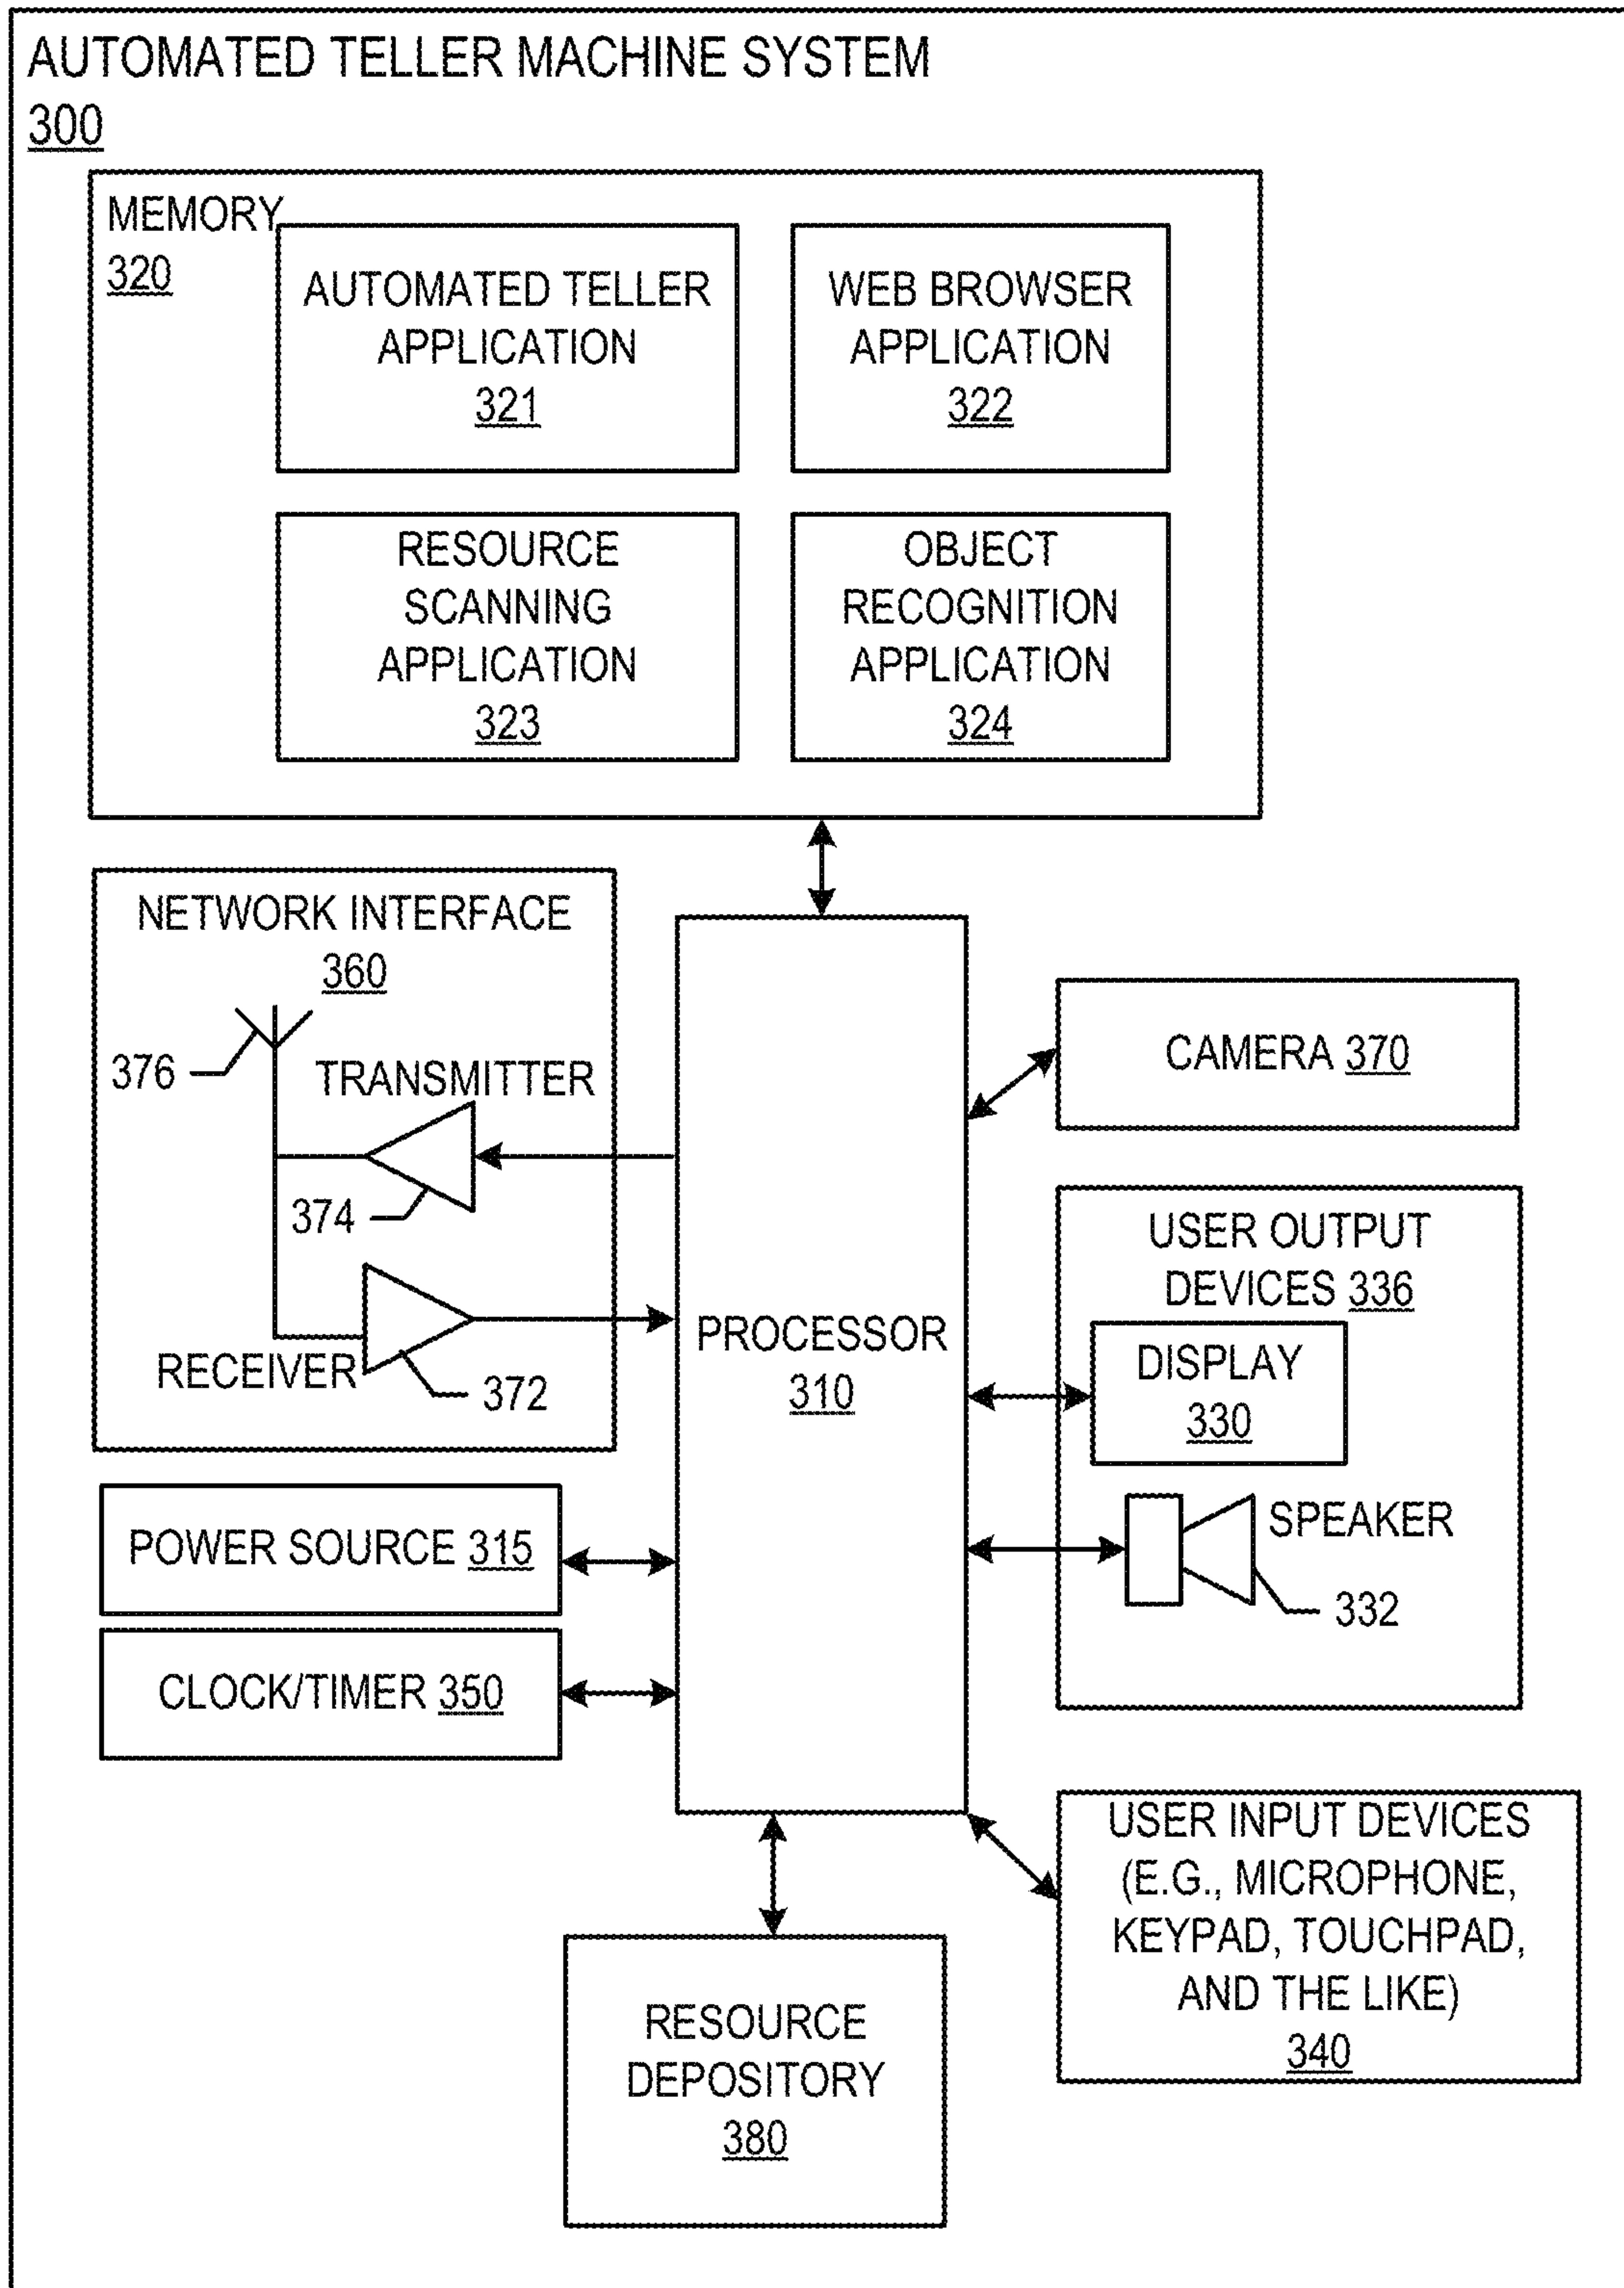 AUTOMATED TELLER MACHINE SYSTEM
300
MEMORY
320
AUTOMATED TELLER
APPLICATION
321
WEB BROWSER
APPLICATION
322
RESOURCE
SCANNING
APPLICATION
323
OBJECT
RECOGNITION
APPLICATION
324
NETWORK INTERFACE
360
376
TRANSMITTER
374
RECEIVER
372
PROCESSOR
310
CAMERA 370
USER OUTPUT
DEVICES 336
DISPLAY
330
SPEAKER
332
POWER SOURCE 315
CLOCK/TIMER 350
USER INPUT DEVICES
(E.G., MICROPHONE,
KEYPAD, TOUCHPAD,
AND THE LIKE)
340
RESOURCE
DEPOSITORY
380